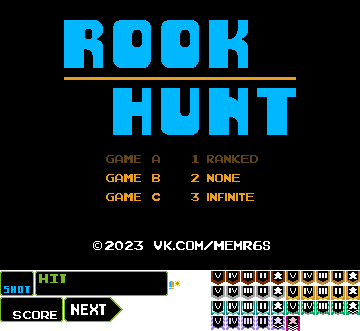 ROOK
HUNT
GAME A 1 RANKED
GAME B 2 NONE
GAME C 3 INFINITE
©2023 VK.COM/MEMR6S
HIT
SHOT
SCORE
NEXT